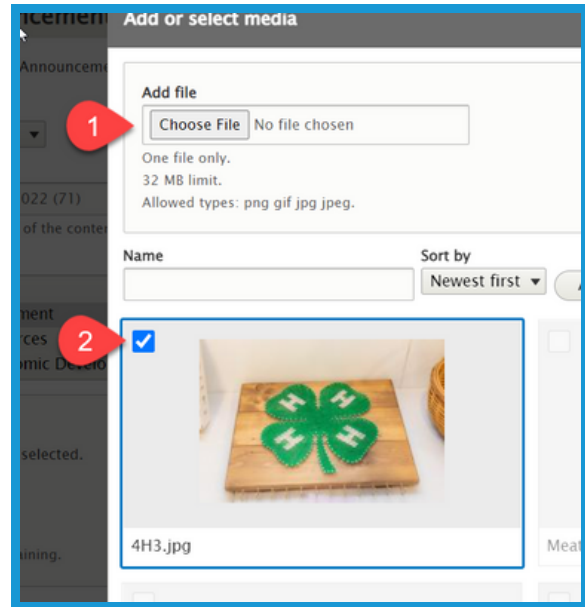 Add or select media
Announceme
Add file
1
Choose File No file chosen
One file only.
32 MB limit.
022 (71)
Allowed types: png gif jpg jpeg.
of the conter
Name
Sort by
Newest first
ment
rces
2
omic Develo
H H
H H
selected.
4H3.jpg
Meat
ining.